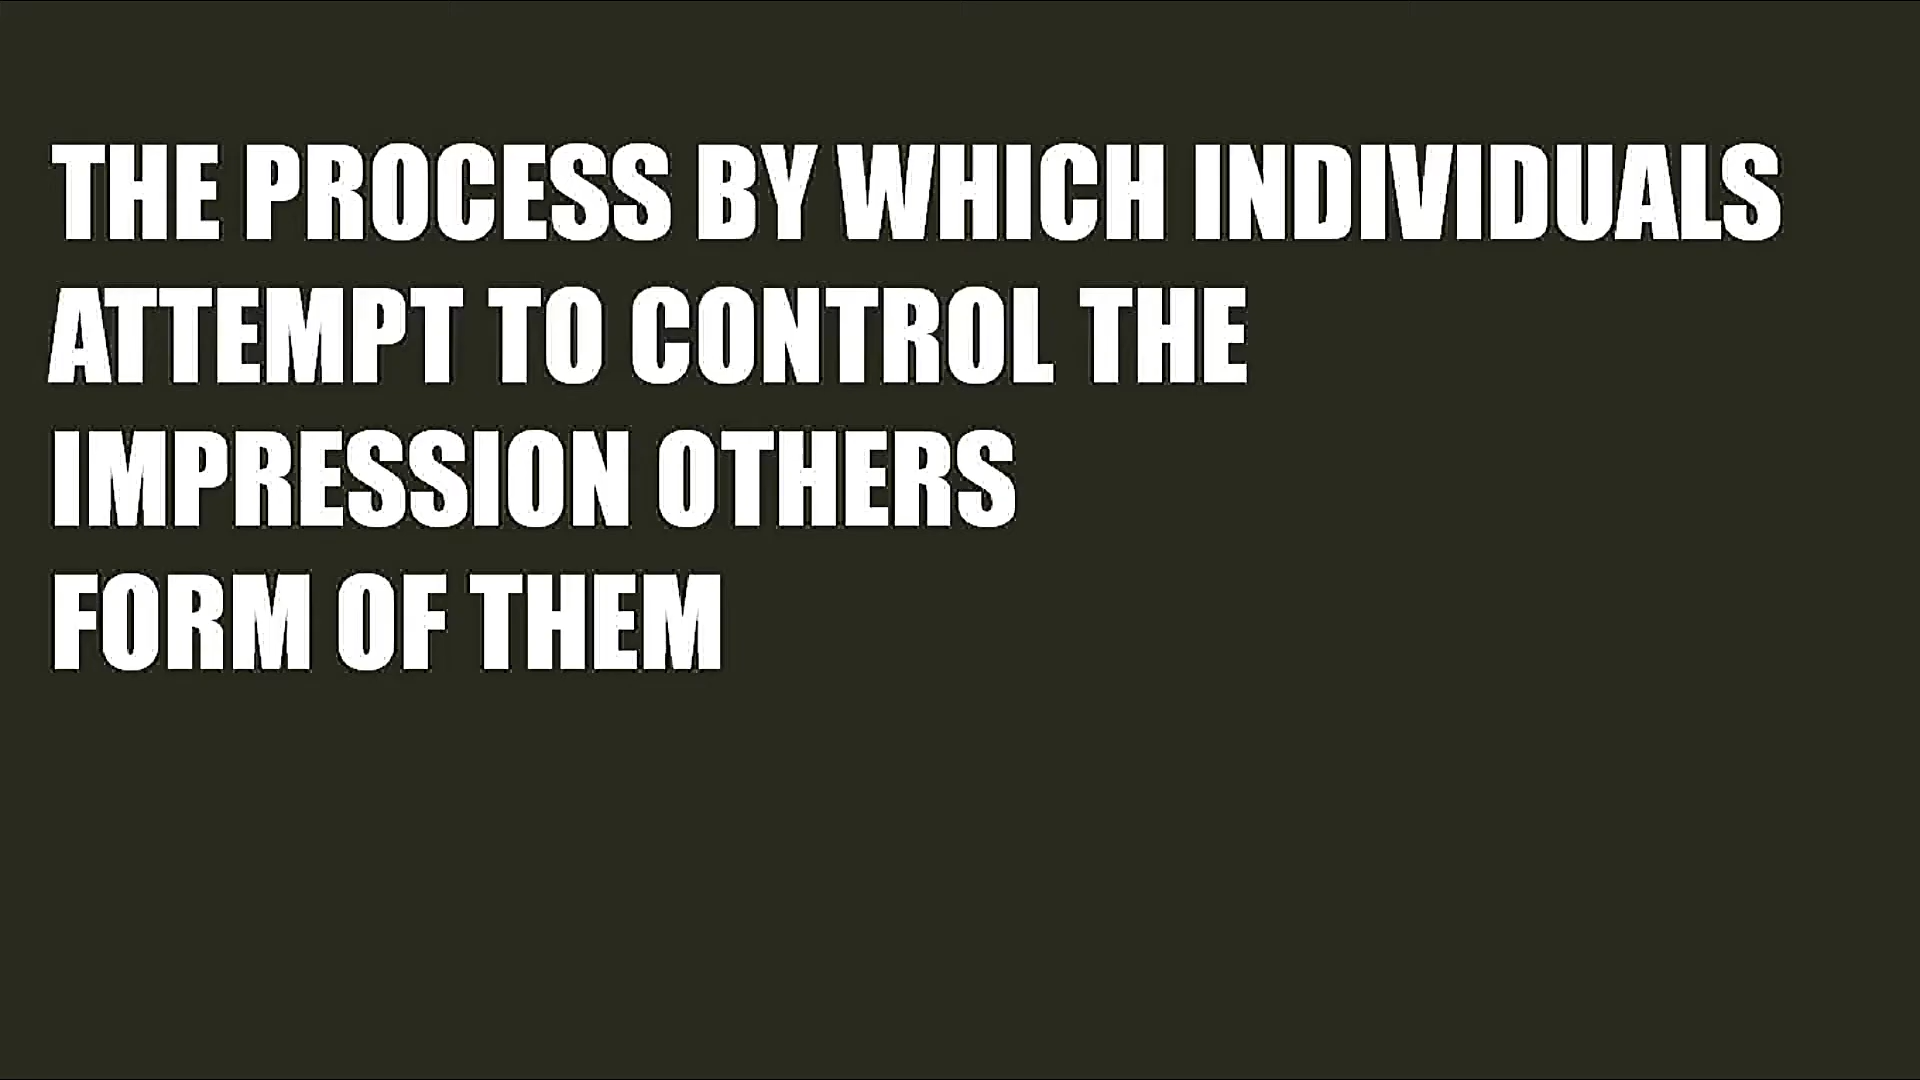 THE PROCESS BY WHICH INDIVIDUALS
ATTEMPT TO CONTROL THE
IMPRESSION OTHERS
FORM OF THEM